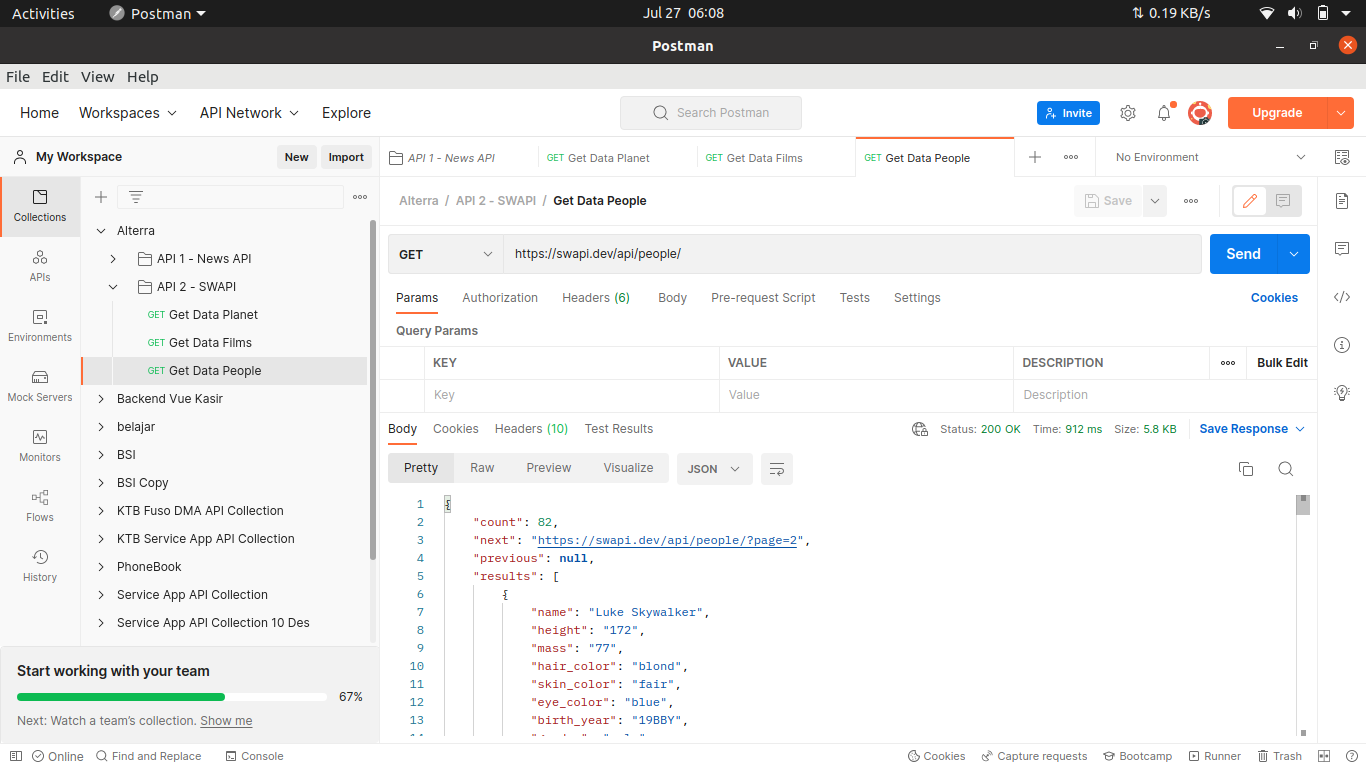 Activities Postman Jul 27 06:08 0.19 KB/s
Postman
File Edit View Help
Home Workspaces API Network Explore Search Postman Invite Upgrade
My Workspace New Import
API 1 - News API GET Get Data Planet GET Get Data Films GET Get Data People No Environment
Collections
APIs
Environments
Mock Servers
Monitors
Flows
History
Alterra
API 1 - News API
API 2 - SWAPI
GET Get Data Planet
GET Get Data Films
GET Get Data People
Backend Vue Kasir
belajar
BSI
BSI Copy
KTB Fuso DMA API Collection
KTB Service App API Collection
PhoneBook
Service App API Collection
Service App API Collection 10 Des
Start working with your team
67%
Next: Watch a team's collection. Show me
Alterra / API 2 - SWAPI / Get Data People Save
GET https://swapi.dev/api/people/ Send
Params Authorization Headers (6) Body Pre-request Script Tests Settings Cookies
Query Params
KEY VALUE DESCRIPTION Bulk Edit
Key Value Description
Body Cookies Headers (10) Test Results Status: 200 OK Time: 912 ms Size: 5.8 KB Save Response
Pretty Raw Preview Visualize JSON
1 {
2 "count": 82,
3 "next": "https://swapi.dev/api/people/?page=2",
4 "previous": null,
5 "results": [
6 {
7 "name": "Luke Skywalker",
8 "height": "172",
9 "mass": "77",
10 "hair_color": "blond",
11 "skin_color": "fair",
12 "eye_color": "blue",
13 "birth_year": "19BBY",
Online Find and Replace Console Cookies Capture requests Bootcamp Runner Trash